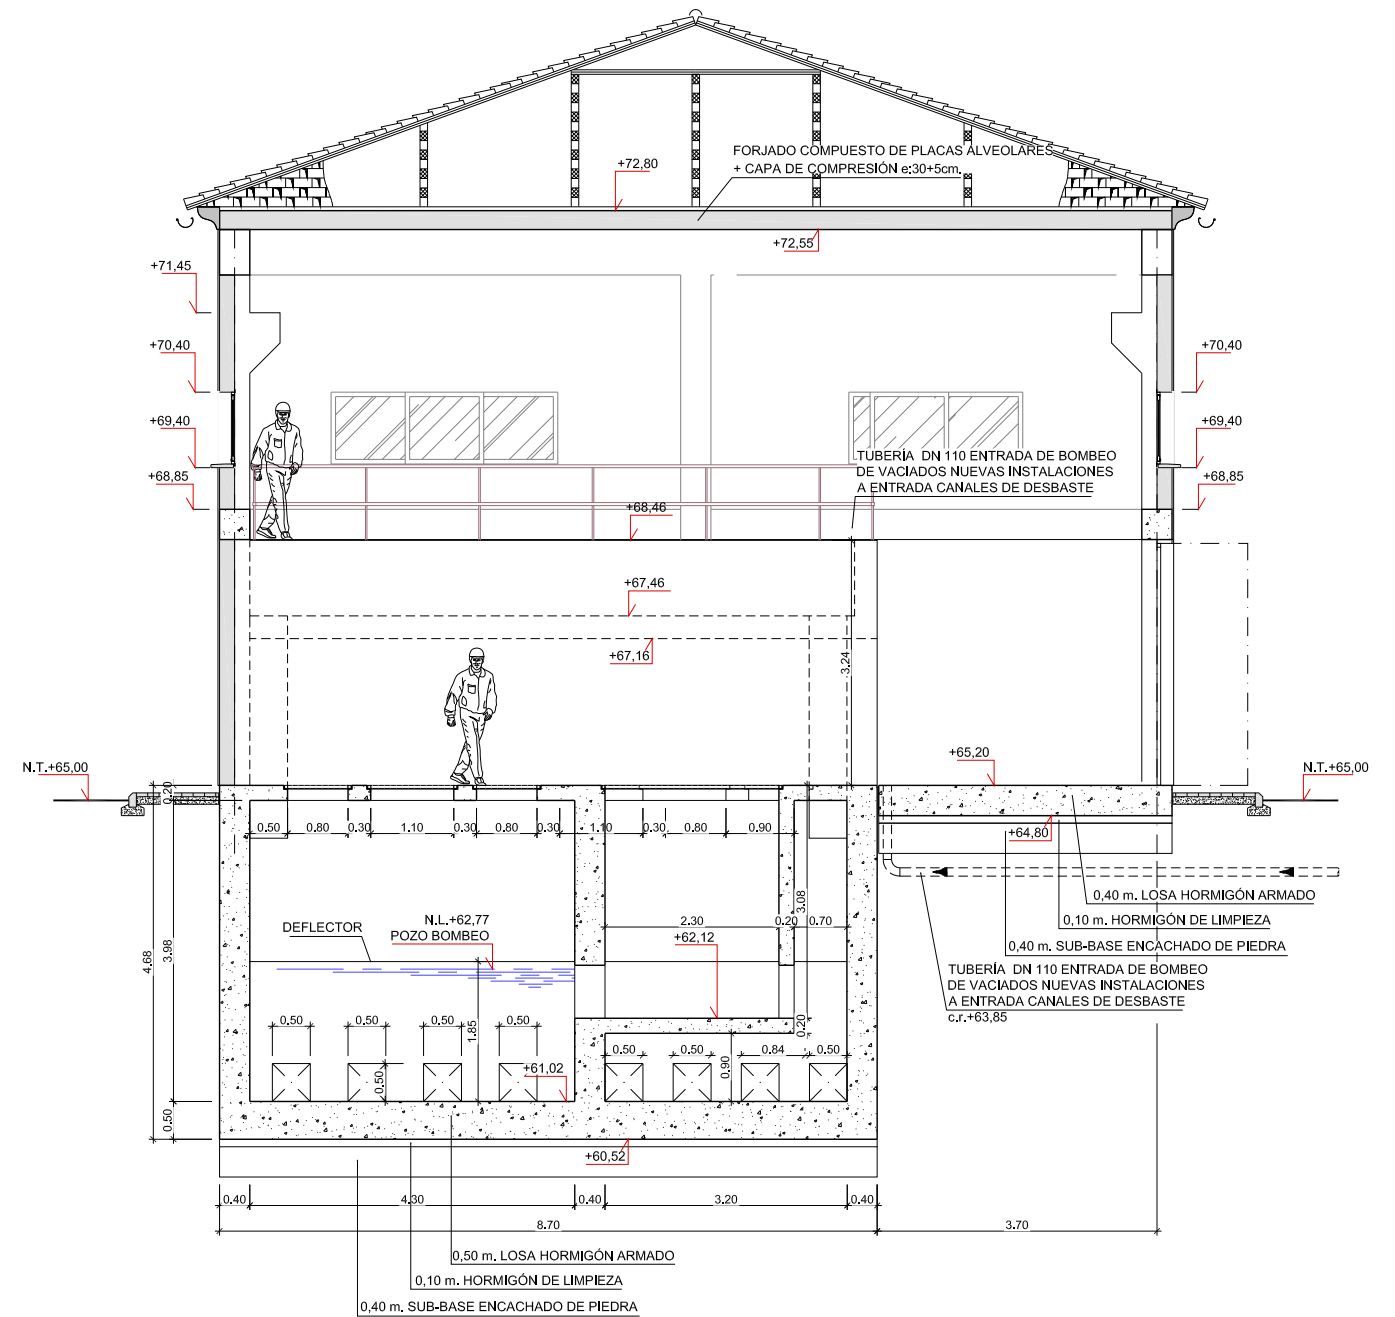 FORJADO COMPUESTO DE PLACAS ALVEOLARES
+ CAPA DE COMPRESIÓN e:30+5cm.
+72,80
+72,55
+71,45
+70,40
+70,40
+69,40
+69,40
+68,85
+68,85
TUBERÍA DN 110 ENTRADA DE BOMBEO
DE VACIADOS NUEVAS INSTALACIONES
A ENTRADA CANALES DE DESBASTE
+68,46
+67,46
+67,16
3.24
+65,20
N.T.+65,00
N.T.+65,00
0.20
0.50
0.80
0.30
1.10
0.30
0.80
0.30
1.10
0.30
0.80
0.90
+64,80
0,40 m. LOSA HORMIGÓN ARMADO
0,10 m. HORMIGÓN DE LIMPIEZA
0,40 m. SUB-BASE ENCACHADO DE PIEDRA
3.08
2.30
0.20
0.70
DEFLECTOR
N.L.+62,77
POZO BOMBEO
+62,12
4.68
3.98
TUBERÍA DN 110 ENTRADA DE BOMBEO
DE VACIADOS NUEVAS INSTALACIONES
A ENTRADA CANALES DE DESBASTE
c.r.+63,85
0.50
0.50
0.50
0.50
1.85
0.20
0.50
0.50
0.84
0.50
0.50
0.90
+61,02
0.50
+60,52
0.40
4.30
0.40
3.20
0.40
8.70
3.70
0,50 m. LOSA HORMIGÓN ARMADO
0,10 m. HORMIGÓN DE LIMPIEZA
0,40 m. SUB-BASE ENCACHADO DE PIEDRA